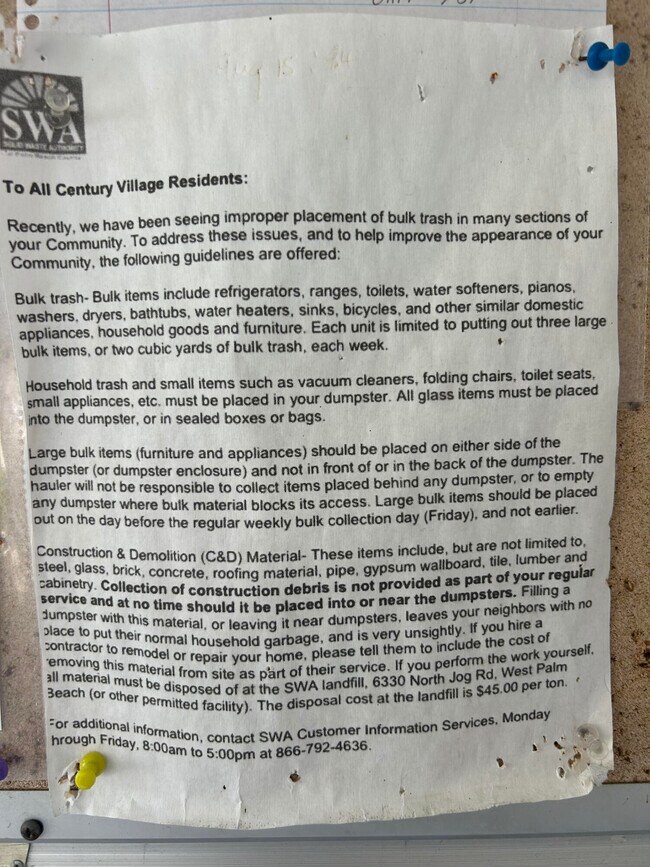 SWA
SOLID WASTE AUTHORITY
To All Century Village Residents:
Recently, we have been seeing improper placement of bulk trash in many sections of
your Community. To address these issues, and to help improve the appearance of your
Community, the following guidelines are offered:
Bulk trash- Bulk items include refrigerators, ranges, toilets, water softeners, pianos,
washers, dryers, bathtubs, water heaters, sinks, bicycles, and other similar domestic
appliances, household goods and furniture. Each unit is limited to putting out three large
bulk items, or two cubic yards of bulk trash, each week.
Household trash and small items such as vacuum cleaners, folding chairs, toilet seats,
small appliances, etc. must be placed in your dumpster. All glass items must be placed
into the dumpster, or in sealed boxes or bags.
Large bulk items (furniture and appliances) should be placed on either side of the
dumpster (or dumpster enclosure) and not in front of or in the back of the dumpster. The
hauler will not be responsible to collect items placed behind any dumpster, or to empty
any dumpster where bulk material blocks its access. Large bulk items should be placed
out on the day before the regular weekly bulk collection day (Friday), and not earlier.
Construction & Demolition (C&D) Material- These items include, but are not limited to,
steel, glass, brick, concrete, roofing material, pipe, gypsum wallboard, tile, lumber and
cabinetry. Collection of construction debris is not provided as part of your regular
service and at no time should it be placed into or near the dumpsters. Filling a
dumpster with this material, or leaving it near dumpsters, leaves your neighbors with no
place to put their normal household garbage, and is very unsightly. If you hire a
contractor to remodel or repair your home, please tell them to include the cost of
removing this material from site as part of their service. If you perform the work yourself,
all material must be disposed of at the SWA landfill, 6330 North Jog Rd, West Palm
Beach (or other permitted facility). The disposal cost at the landfill is $45.00 per ton.
For additional information, contact SWA Customer Information Services, Monday
through Friday, 8:00am to 5:00pm at 866-792-4636.